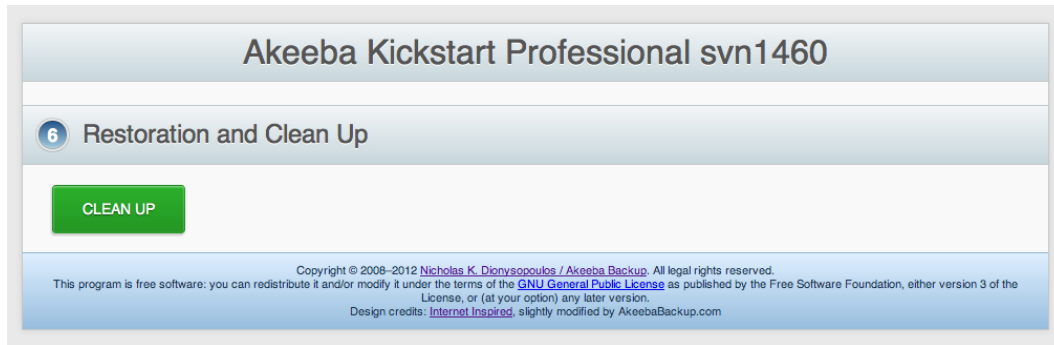 Akeeba Kickstart Professional svn1460
6 Restoration and Clean Up
CLEAN UP
Copyright © 2008–2012 Nicholas K. Dionysopoulos / Akeeba Backup. All legal rights reserved.
This program is free software: you can redistribute it and/or modify it under the terms of the GNU General Public License as published by the Free Software Foundation, either version 3 of the
License, or (at your option) any later version.
Design credits: Internet Inspired, slightly modified by AkeebaBackup.com